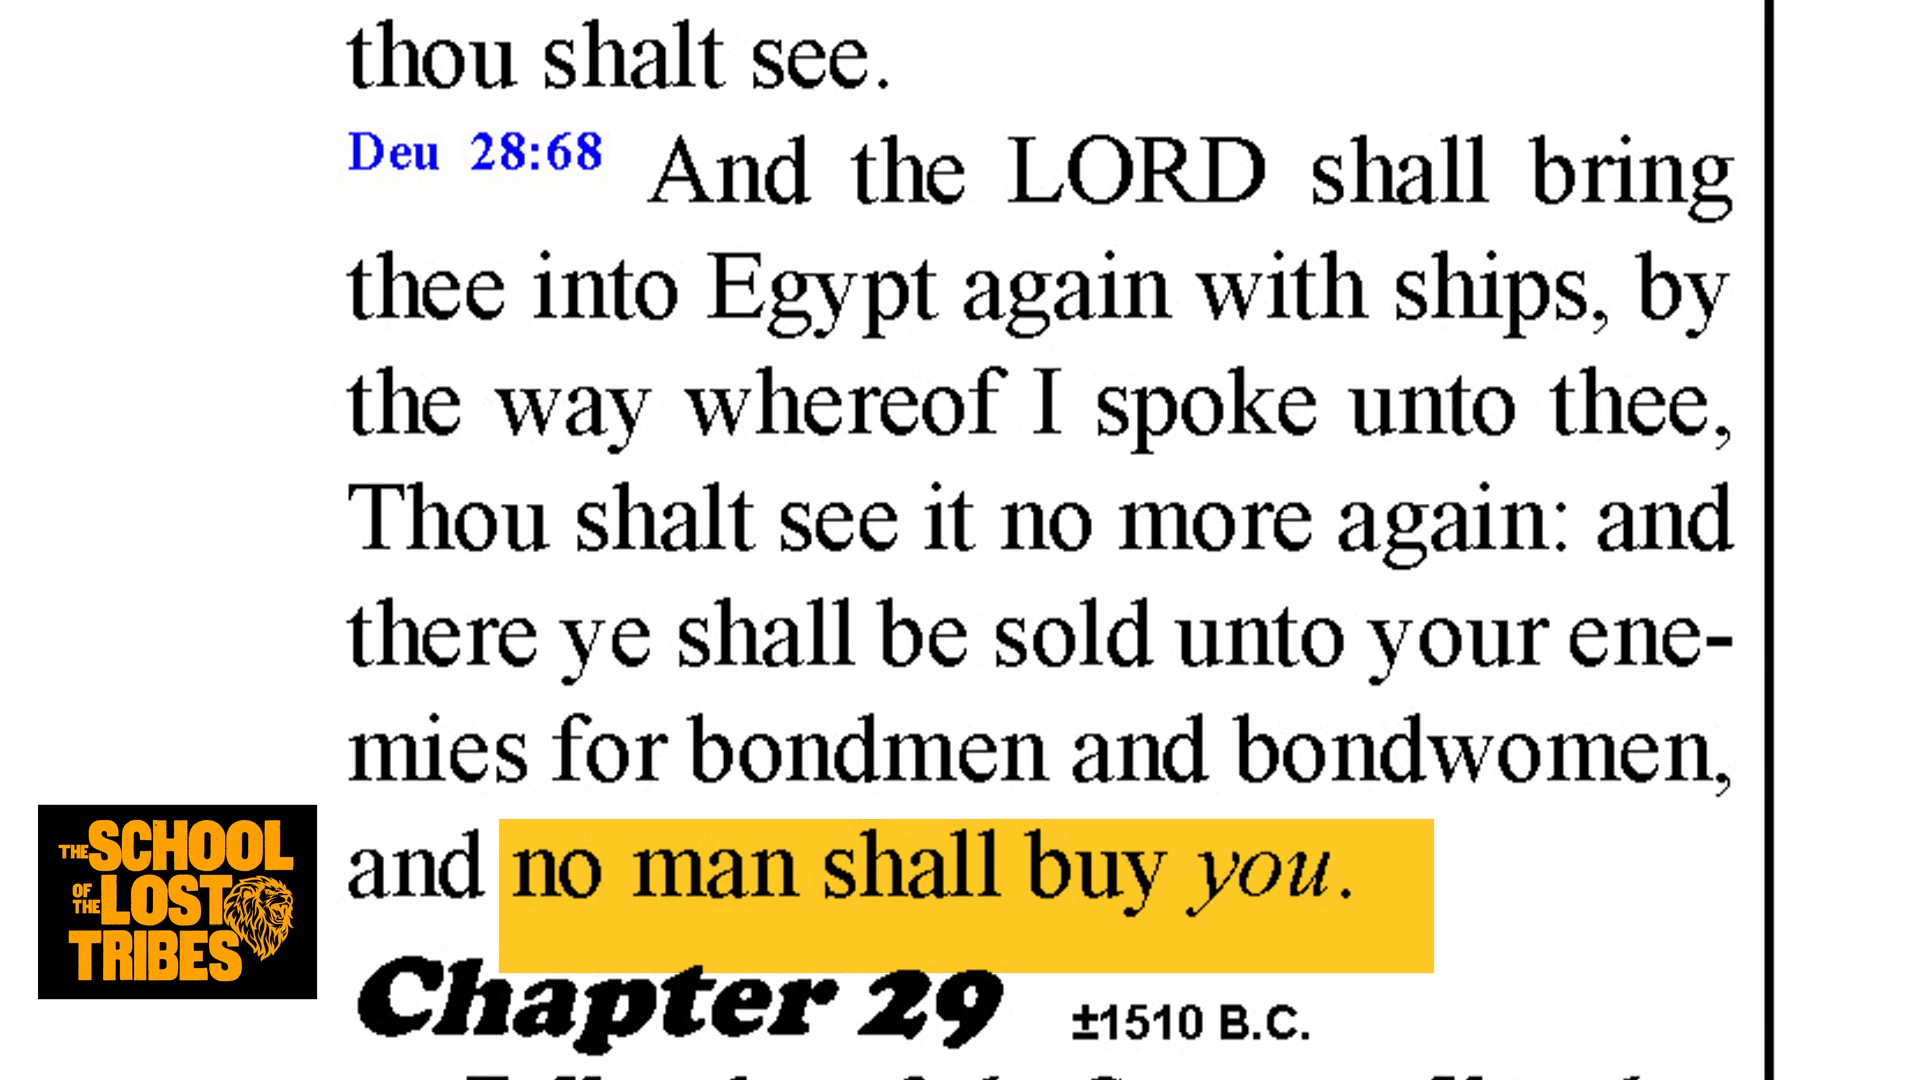 thou shalt see.
Deu 28:68 And the LORD shall bring
thee into Egypt again with ships, by
the way whereof I spoke unto thee,
Thou shalt see it no more again: and
there ye shall be sold unto your ene-
mies for bondmen and bondwomen,
and no man shall buy you.
THE SCHOOL
OF THE LOST
TRIBES
Chapter 29 ±1510 B.C.